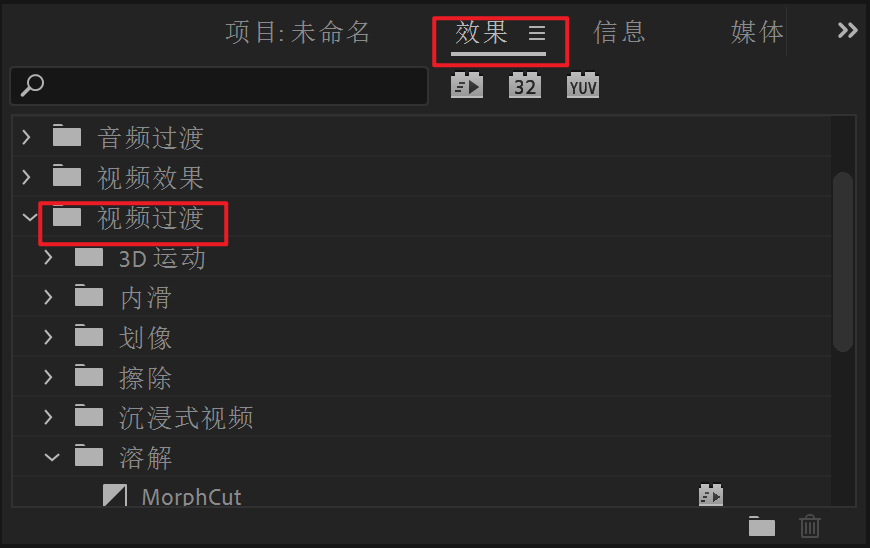 项目: 未命名 效果 信息 媒体
32 YUV
音频过渡
视频效果
视频过渡
3D 运动
内滑
划像
擦除
沉浸式视频
溶解
MorphCut